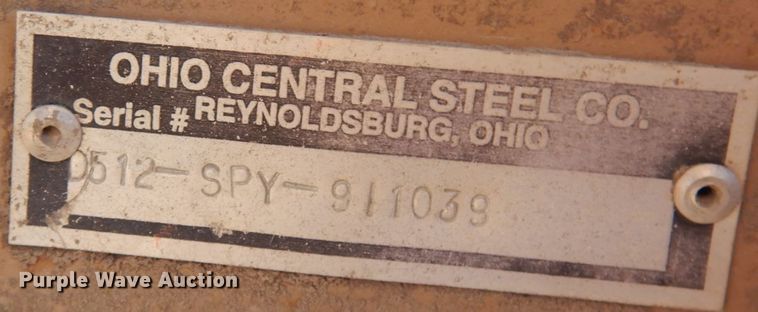 OHIO CENTRAL STEEL CO.
REYNOLDSBURG, OHIO
Serial #
D512-SPY-911039
Purple Wave Auction